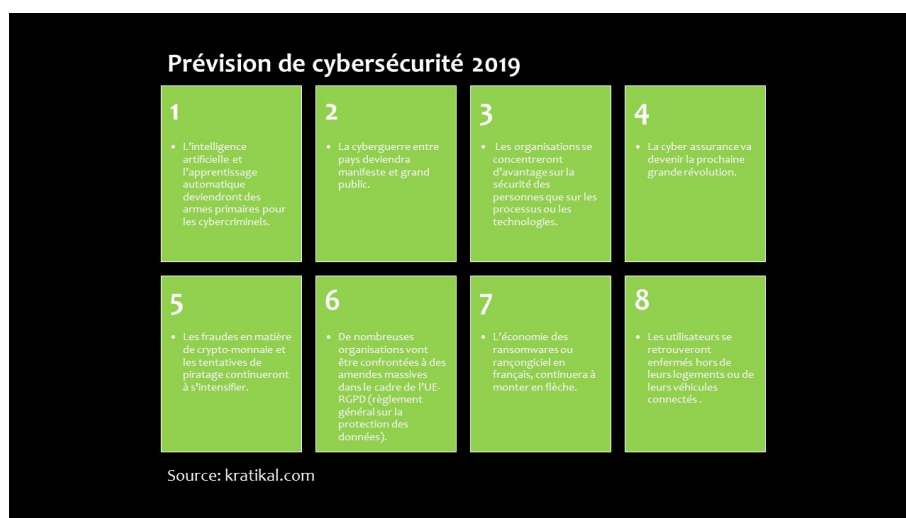 Prévision de cybersécurité 2019
1
• L'intelligence
artificielle et
l'apprentissage
automatique
deviendront des
armes primaires pour
les cybercriminels.
2
• La cyberguerre entre
pays deviendra
manifeste et grand
public.
3
• Les organisations se
concentreront
d'avantage sur la
sécurité des
personnes que sur les
processus ou les
technologies.
4
• La cyber assurance va
devenir la prochaine
grande révolution.
5
• Les fraudes en matière
de crypto-monnaie et
les tentatives de
piratage continueront
à s'intensifier.
6
• De nombreuses
organisations vont
être confrontées à des
amendes massives
dans le cadre de l'UE-
RGPD (règlement
général sur la
protection des
données).
7
• L'économie des
ransomwares ou
rançongiciel en
français, continuera à
monter en flèche.
8
• Les utilisateurs se
retrouveront
enfermés hors de
leurs logements ou de
leurs véhicules
connectés .
Source: kratikal.com